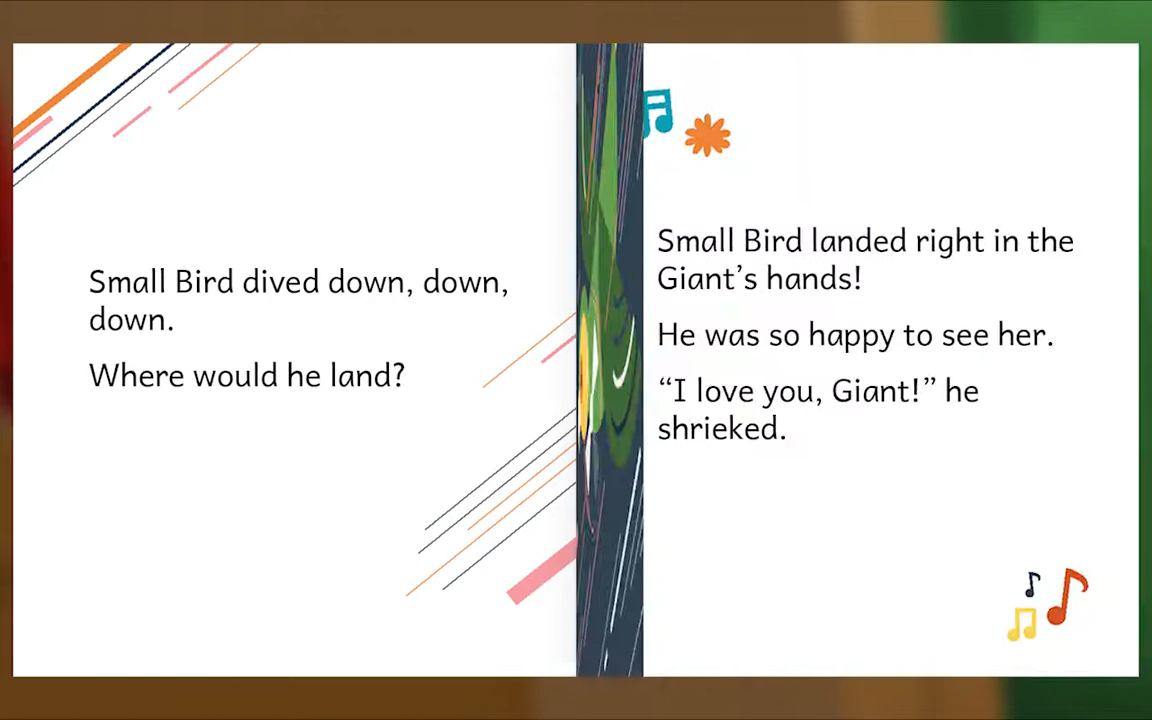 Small Bird dived down, down,
down.
Where would he land?
Small Bird landed right in the
Giant’s hands!
He was so happy to see her.
“I love you, Giant!” he
shrieked.